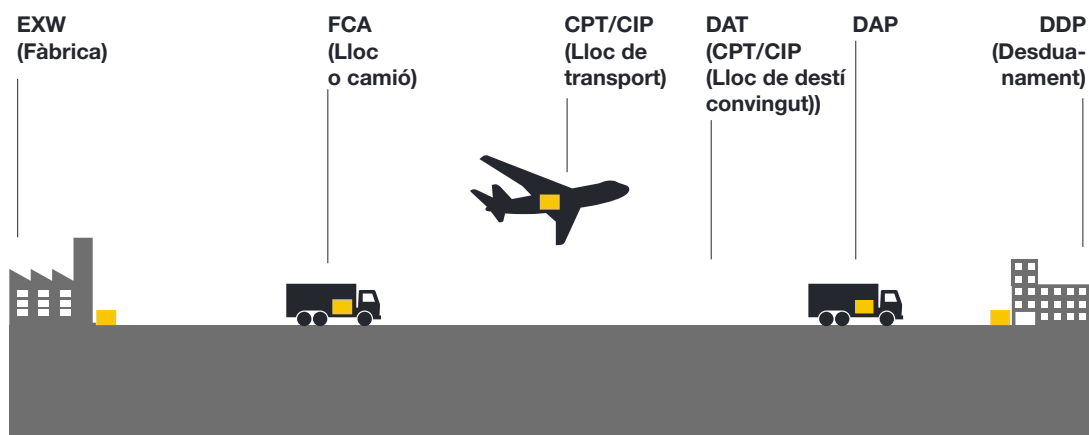 EXW
(Fàbrica)
FCA
(Lloc
o camió)
CPT/CIP
(Lloc de
transport)
DAT
(CPT/CIP
(Lloc de destí
convingut))
DAP
DDP
(Desdua-
nament)